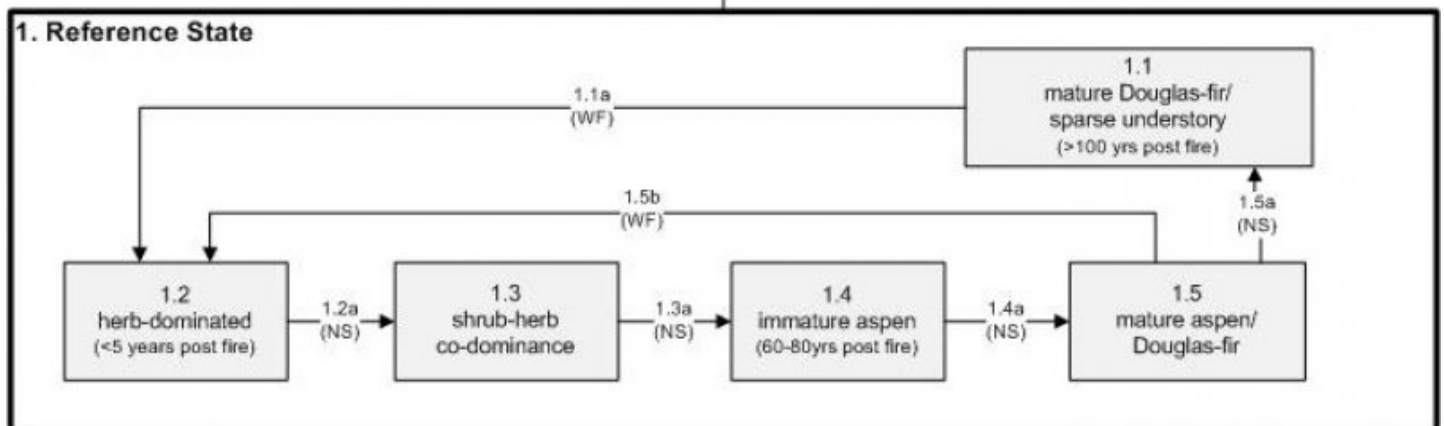 1. Reference State
1.1
mature Douglas-fir/
sparse understory
(>100 yrs post fire)
1.1a
(WF)
1.5b
(WF)
1.5a
(NS)
1.2
herb-dominated
(<5 years post fire)
1.2a
(NS)
1.3
shrub-herb
co-dominance
1.3a
(NS)
1.4
immature aspen
(60-80yrs post fire)
1.4a
(NS)
1.5
mature aspen/
Douglas-fir